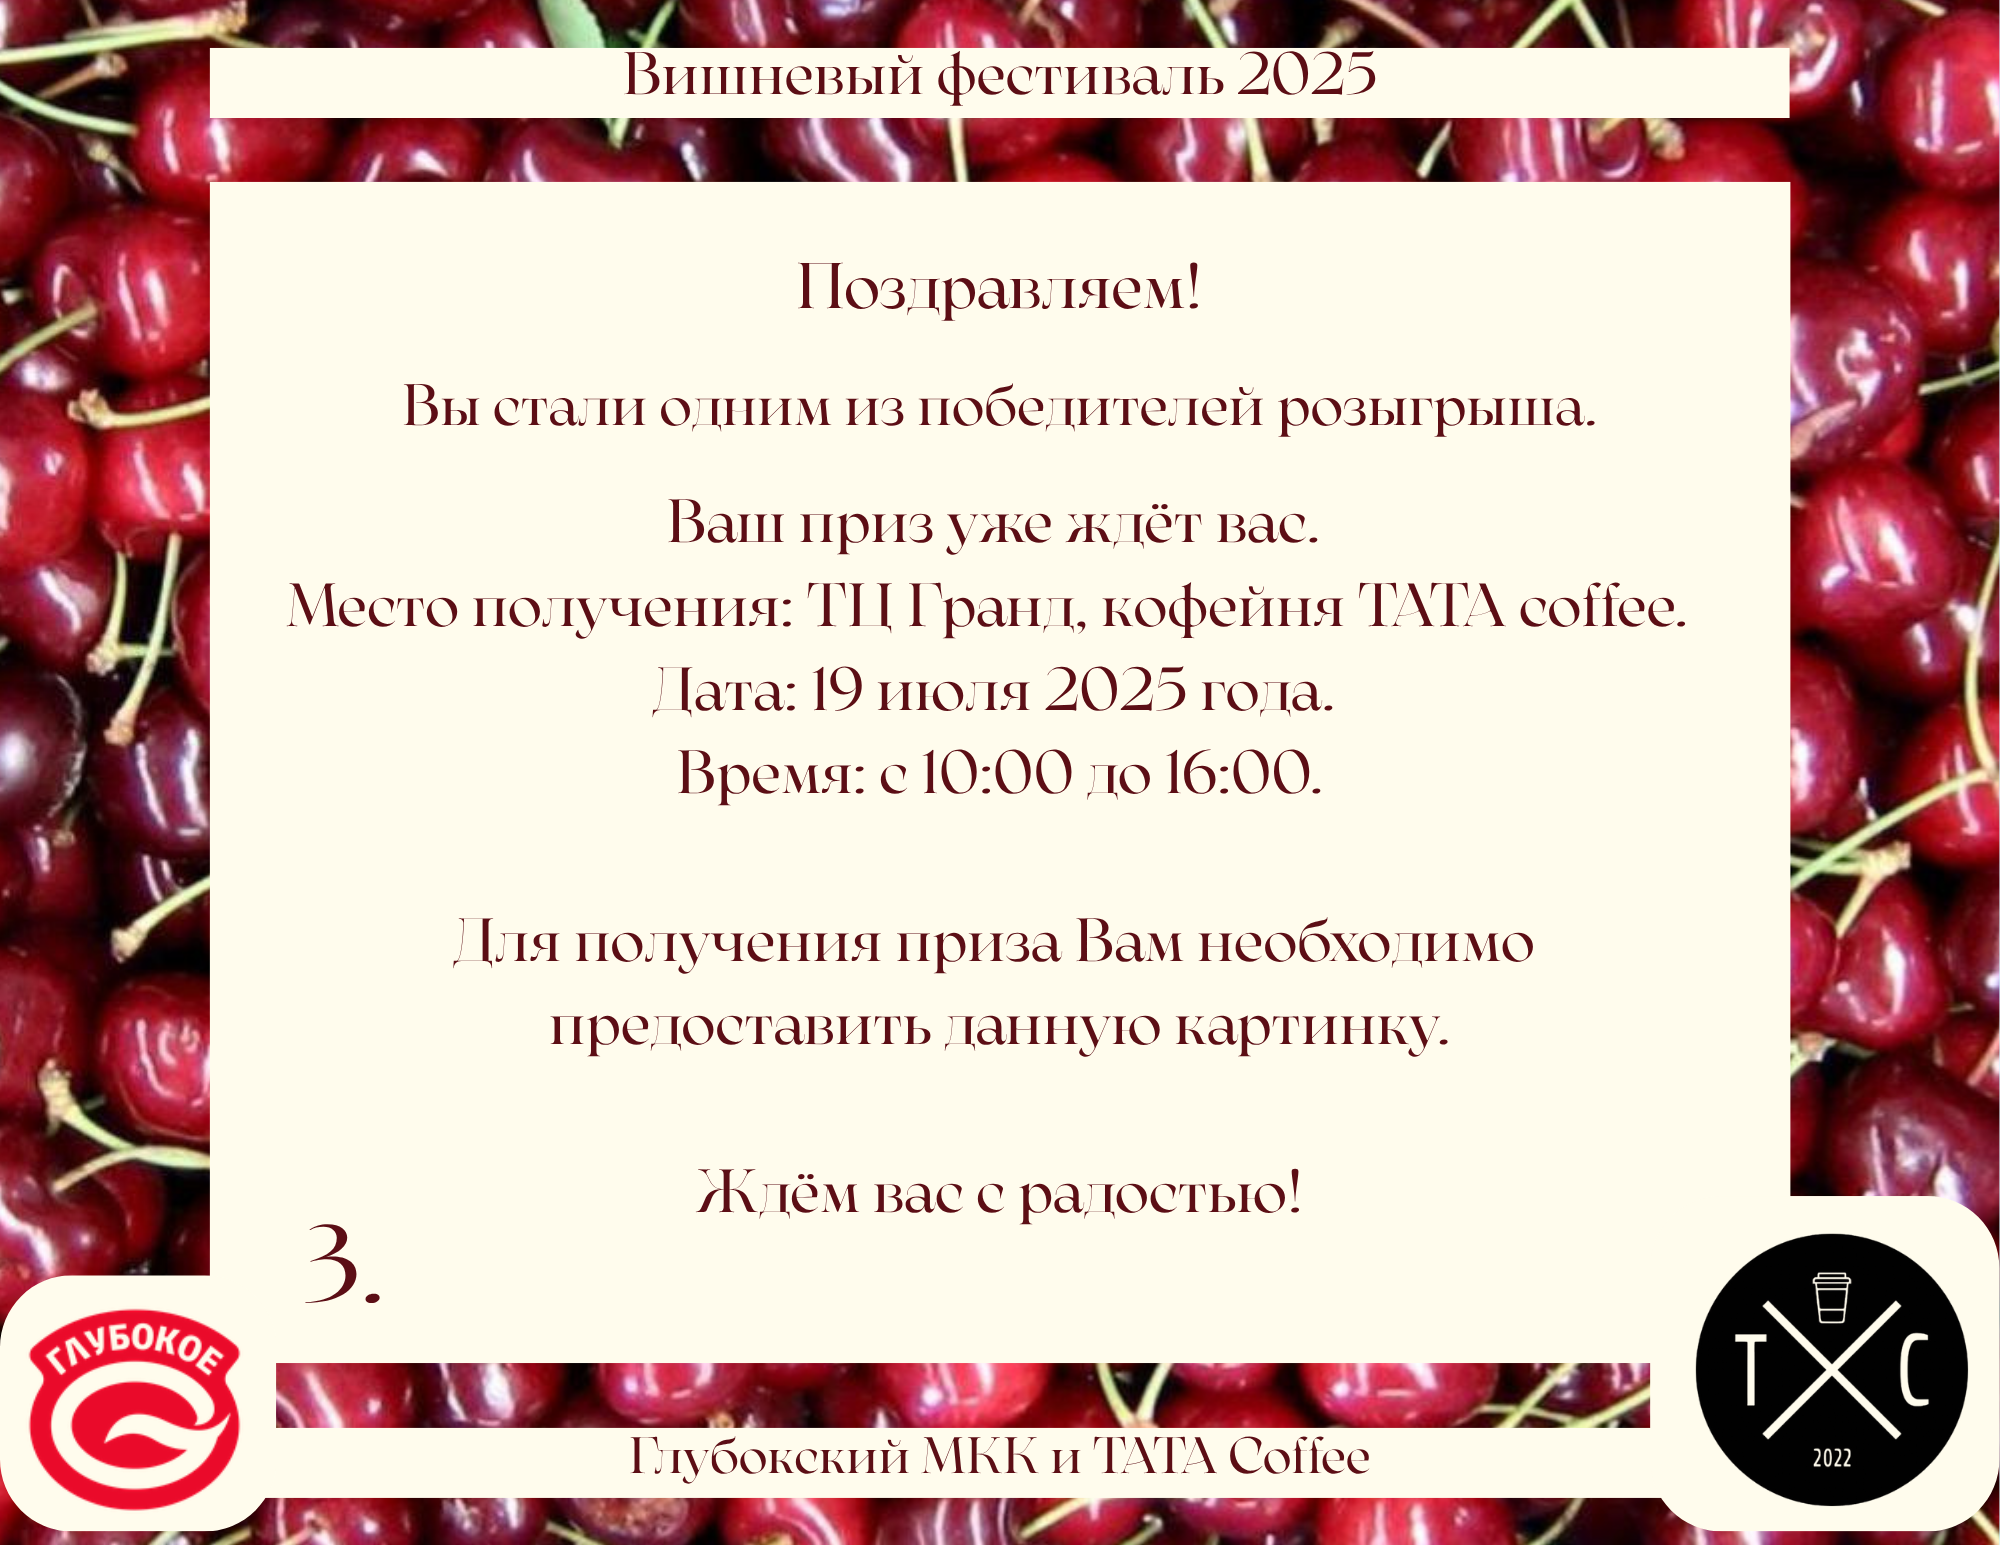 Вишневый фестиваль 2025
Поздравляем!
Вы стали одним из победителей розыгрыша.
Ваш приз уже ждёт вас.
Место получения: ТЦ Гранд, кофейня ТАТА coffee.
Дата: 19 июля 2025 года.
Время: с 10:00 до 16:00.
Для получения приза Вам необходимо
предоставить данную картинку.
Ждём вас с радостью!
3.
ГЛУБОКОЕ
T C
2022
Глубокский МКК и ТАТА Coffee